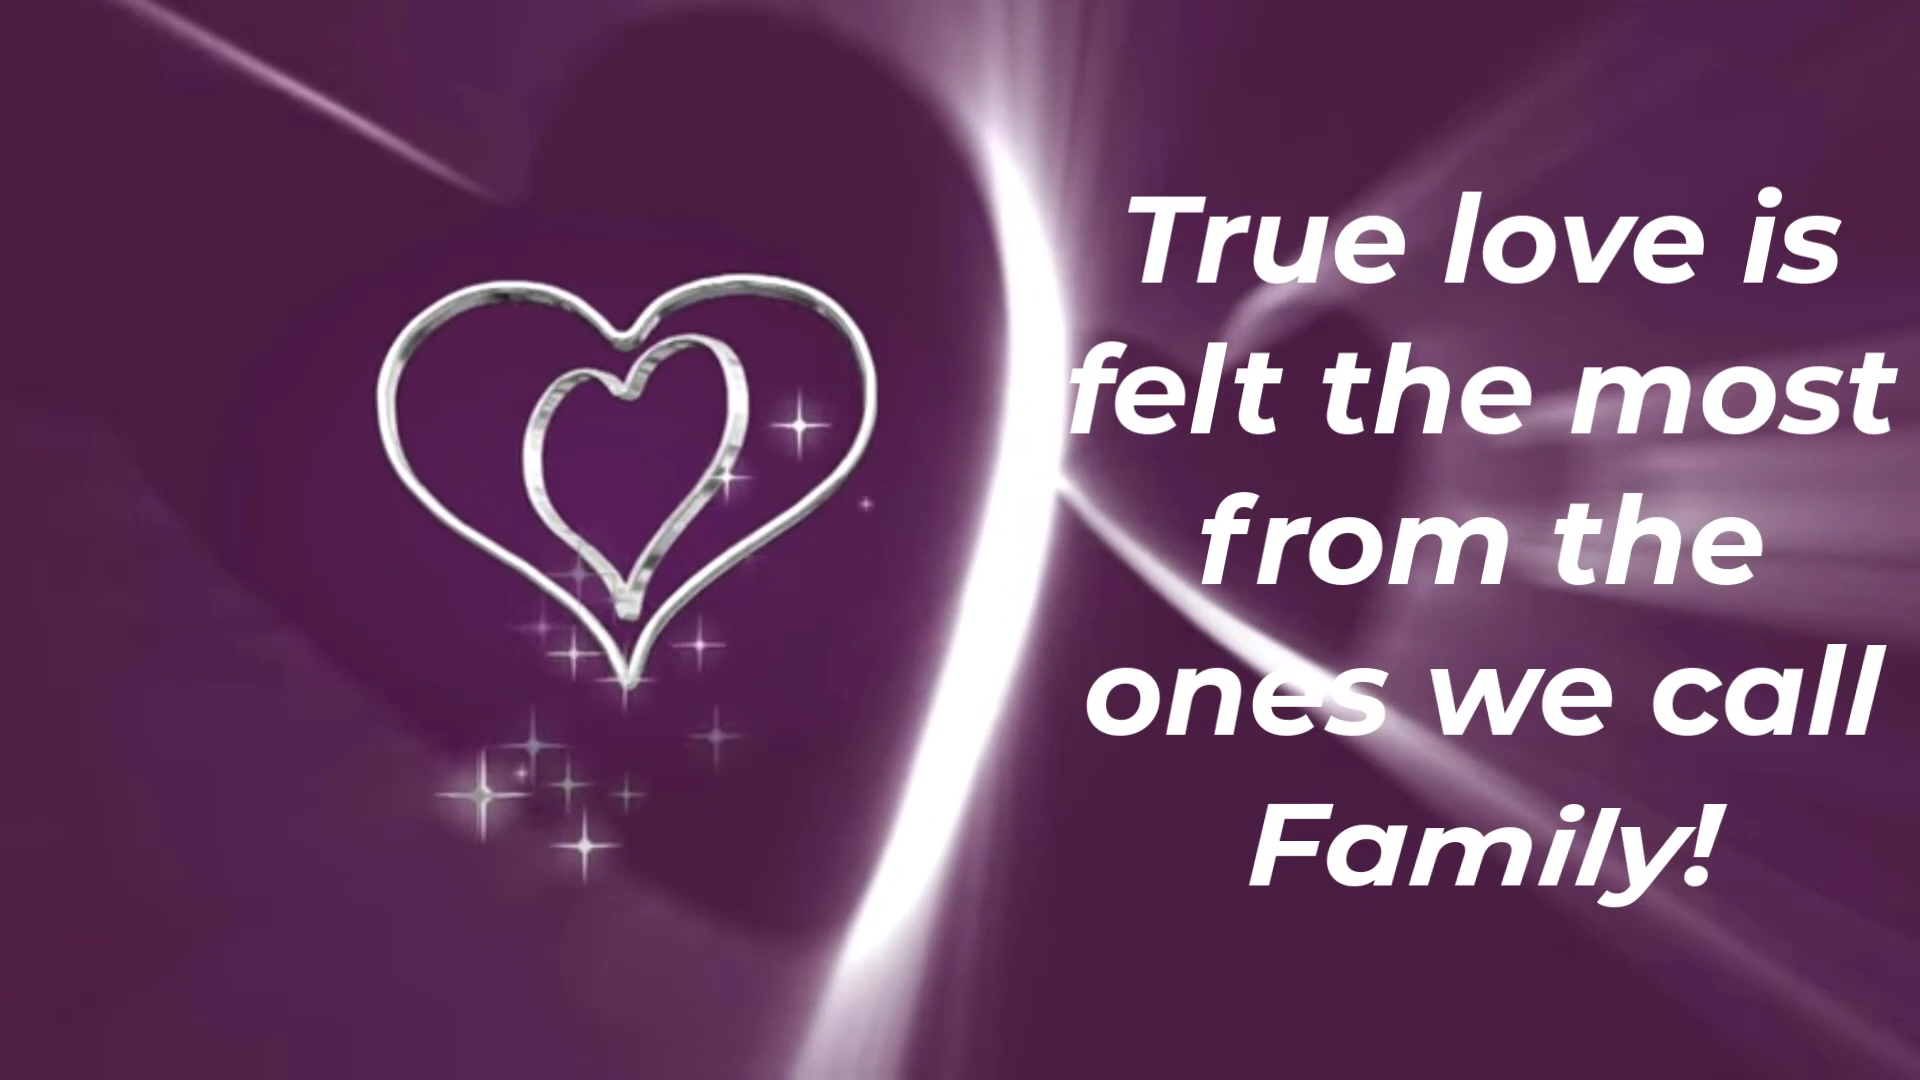 True love is
felt the most
from the
ones we call
Family!